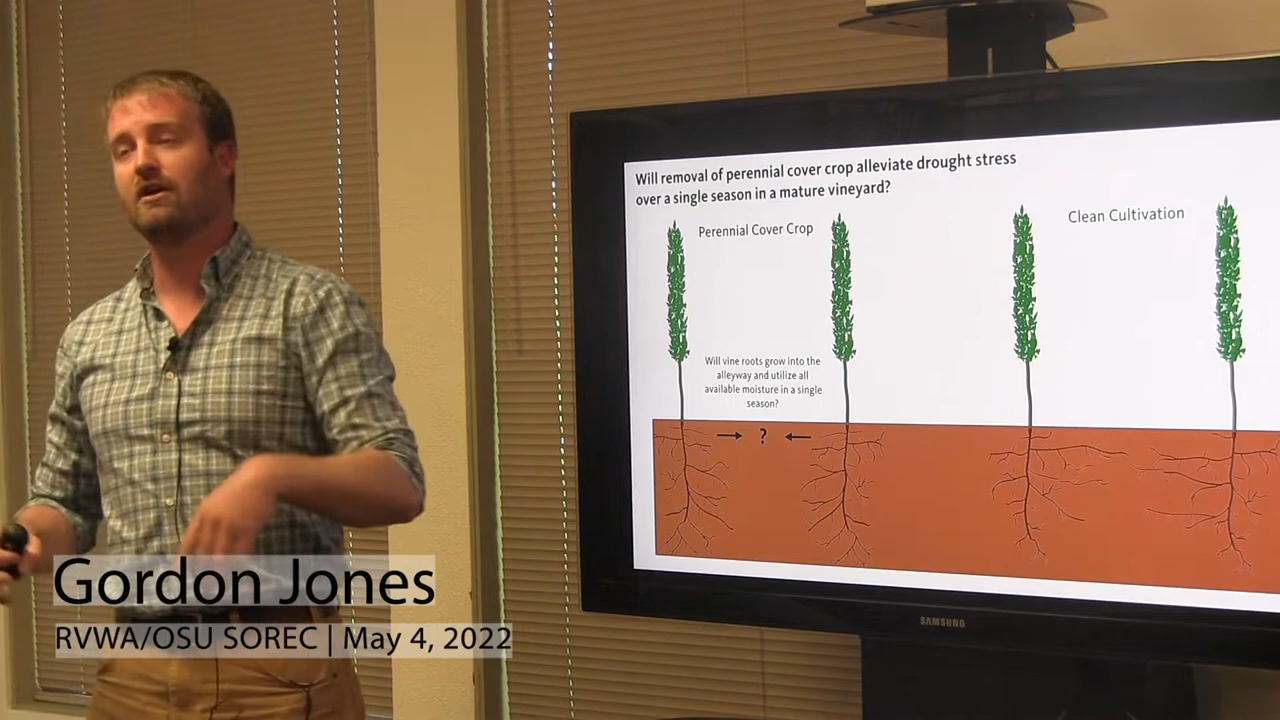 Will removal of perennial cover crop alleviate drought stress
over a single season in a mature vineyard?
Perennial Cover Crop
Clean Cultivation
Will vine roots grow into the
alleyway and utilize all
available moisture in a single
season?
?
SAMSUNG
Gordon Jones
RVWA/OSU SOREC | May 4, 2022